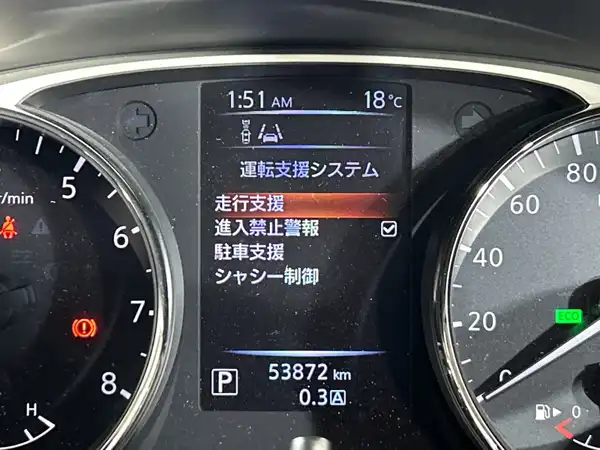 1:51 AM 18°C
運転支援システム
走行支援
進入禁止警報
駐車支援
シャシー制御
P 53872 km
0.3 A
r/min
5
6
7
8
H
80
60
40
20
0
ECO
0